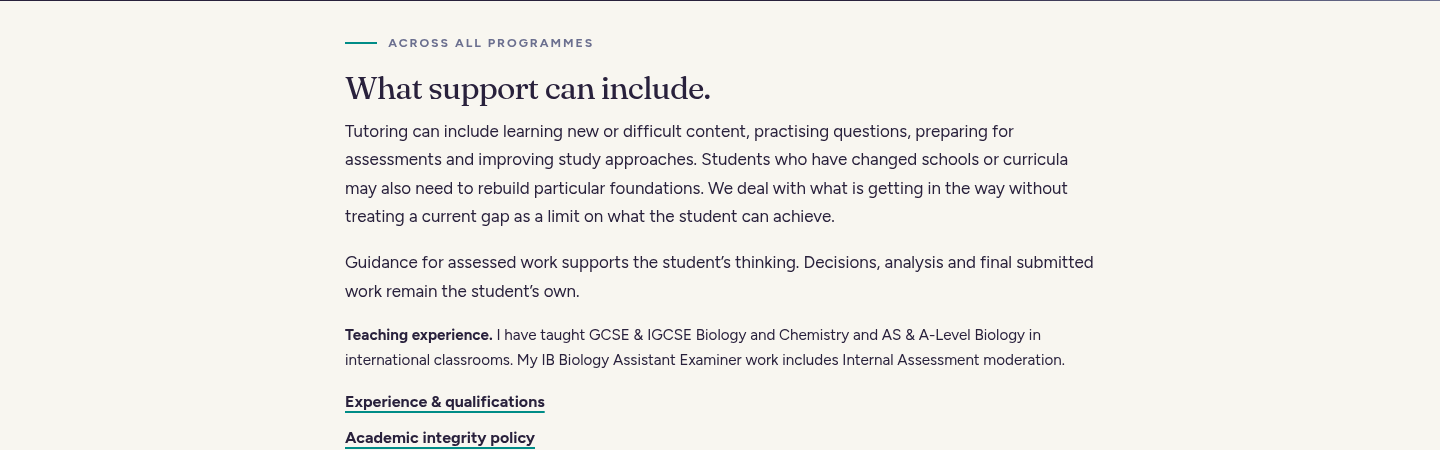 ACROSS ALL PROGRAMMES
What support can include.
Tutoring can include learning new or difficult content, practising questions, preparing for
assessments and improving study approaches. Students who have changed schools or curricula
may also need to rebuild particular foundations. We deal with what is getting in the way without
treating a current gap as a limit on what the student can achieve.
Guidance for assessed work supports the student’s thinking. Decisions, analysis and final submitted
work remain the student’s own.
Teaching experience. I have taught GCSE & IGCSE Biology and Chemistry and AS & A-Level Biology in
international classrooms. My IB Biology Assistant Examiner work includes Internal Assessment moderation.
Experience & qualifications
Academic integrity policy